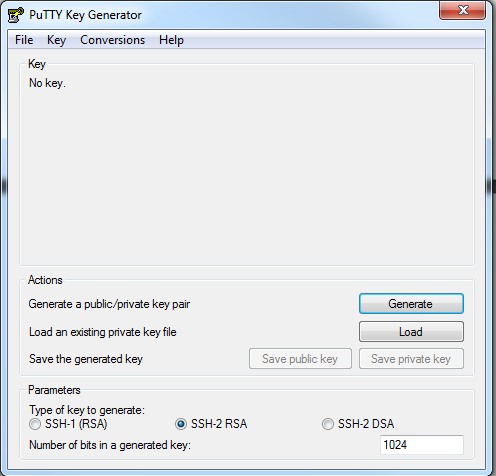 PuTTY Key Generator
File Key Conversions Help
Key
No key.
Actions
Generate a public/private key pair Generate
Load an existing private key file Load
Save the generated key Save public key Save private key
Parameters
Type of key to generate:
SSH-1 (RSA) SSH-2 RSA SSH-2 DSA
Number of bits in a generated key: 1024